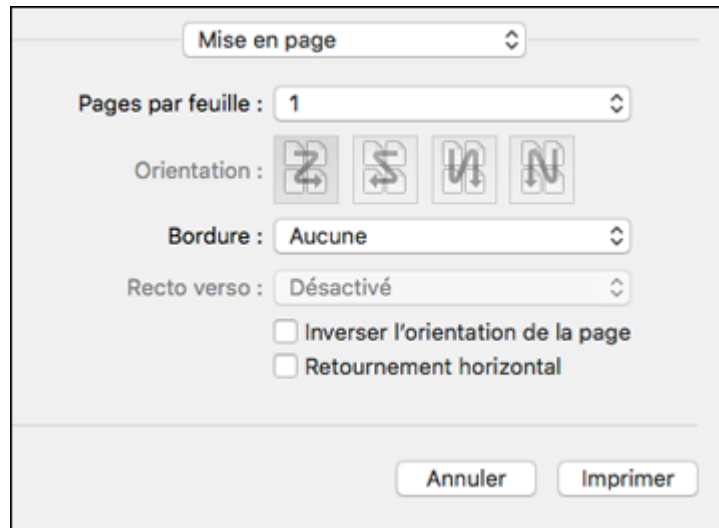 Mise en page
Pages par feuille : 1
Orientation :
Bordure : Aucune
Recto verso : Désactivé
Inverser l'orientation de la page
Retournement horizontal
Annuler Imprimer